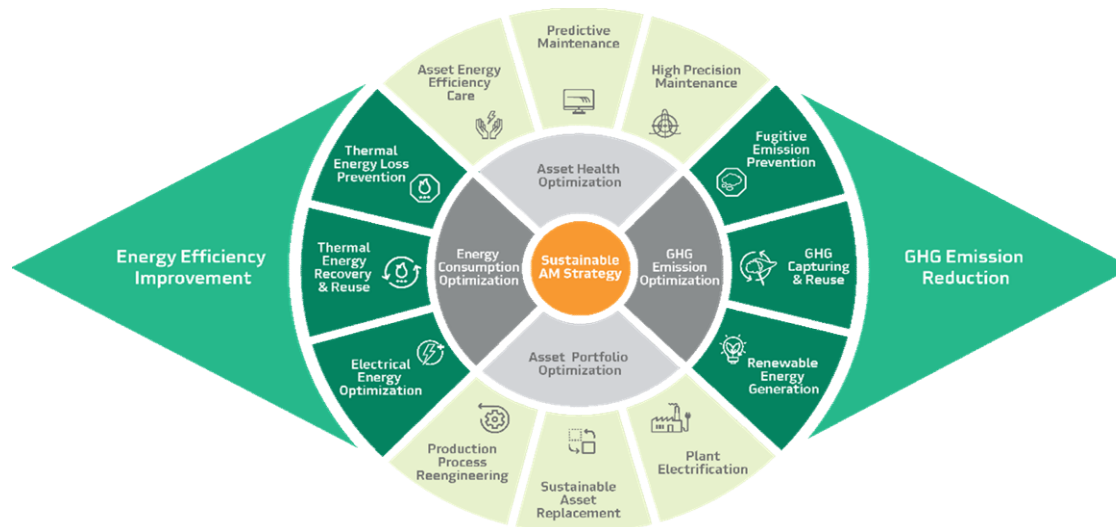 Predictive
Maintenance
Asset Energy
Efficiency
Care
High Precision
Maintenance
Thermal
Energy Loss
Prevention
Fugitive
Emission
Prevention
Asset Health
Optimization
Energy Efficiency
Improvement
Thermal
Energy
Recovery
& Reuse
Energy
Consumption
Optimization
Sustainable
AM Strategy
GHG
Emission
Optimization
GHG
Capturing
& Reuse
GHG Emission
Reduction
Electrical
Energy
Optimization
Asset Portfolio
Optimization
Renewable
Energy
Generation
Production
Process
Reengineering
Sustainable
Asset
Replacement
Plant
Electrification